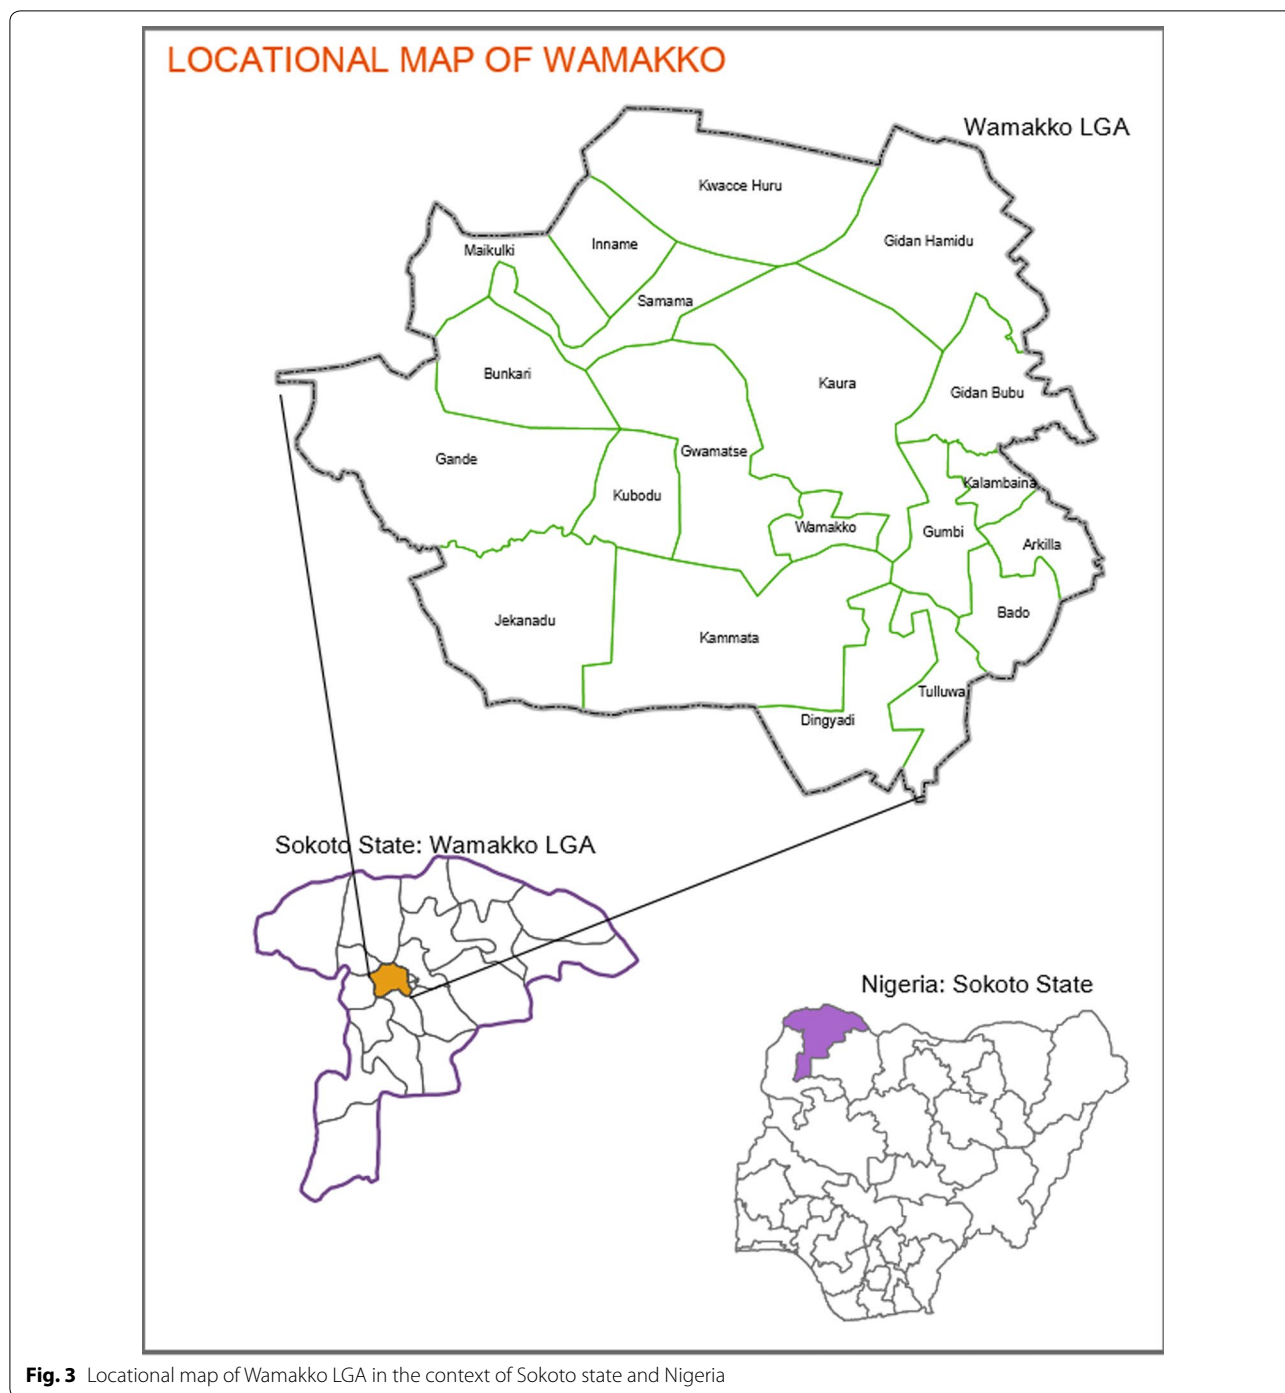 LOCATIONAL MAP OF WAMAKKO
Wamakko LGA
Kwacce Huru
Gidan Hamidu
Inname
Maikulki
Samama
Bunkari
Kaura
Gidan Bubu
Gwamatse
Gande
Kalambaina
Kubodu
Wamakko
Gumbi
Arkilla
Bado
Jekanadu
Kammata
Tulluwa
Dingyadi
Sokoto State: Wamakko LGA
Nigeria: Sokoto State
Fig. 3 Locational map of Wamakko LGA in the context of Sokoto state and Nigeria